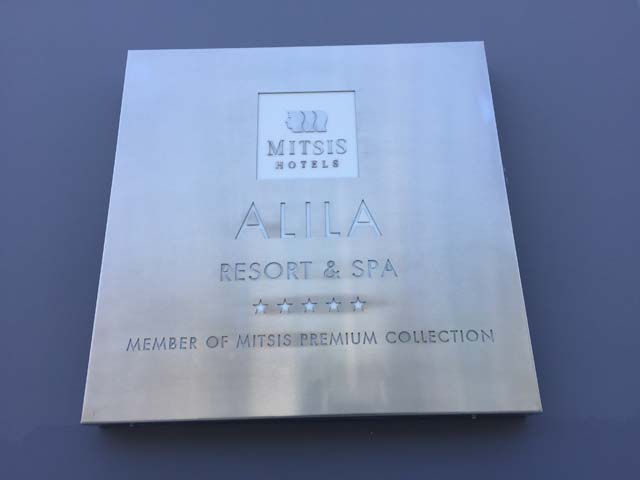 MITSIS
HOTELS
ALILA
RESORT & SPA
MEMBER OF MITSIS PREMIUM COLLECTION